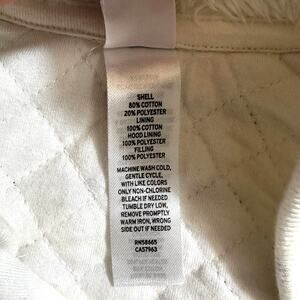 SHELL
80% COTTON
20% POLYESTER
LINING
100% COTTON
HOOD LINING
100% POLYESTER
FILLING
100% POLYESTER
MACHINE WASH COLD,
GENTLE CYCLE,
WITH LIKE COLORS
ONLY NON-CHLORINE
BLEACH IF NEEDED
TUMBLE DRY LOW,
REMOVE PROMPTLY
WARM IRON, WRONG
SIDE OUT IF NEEDED
RN58665
CA57963